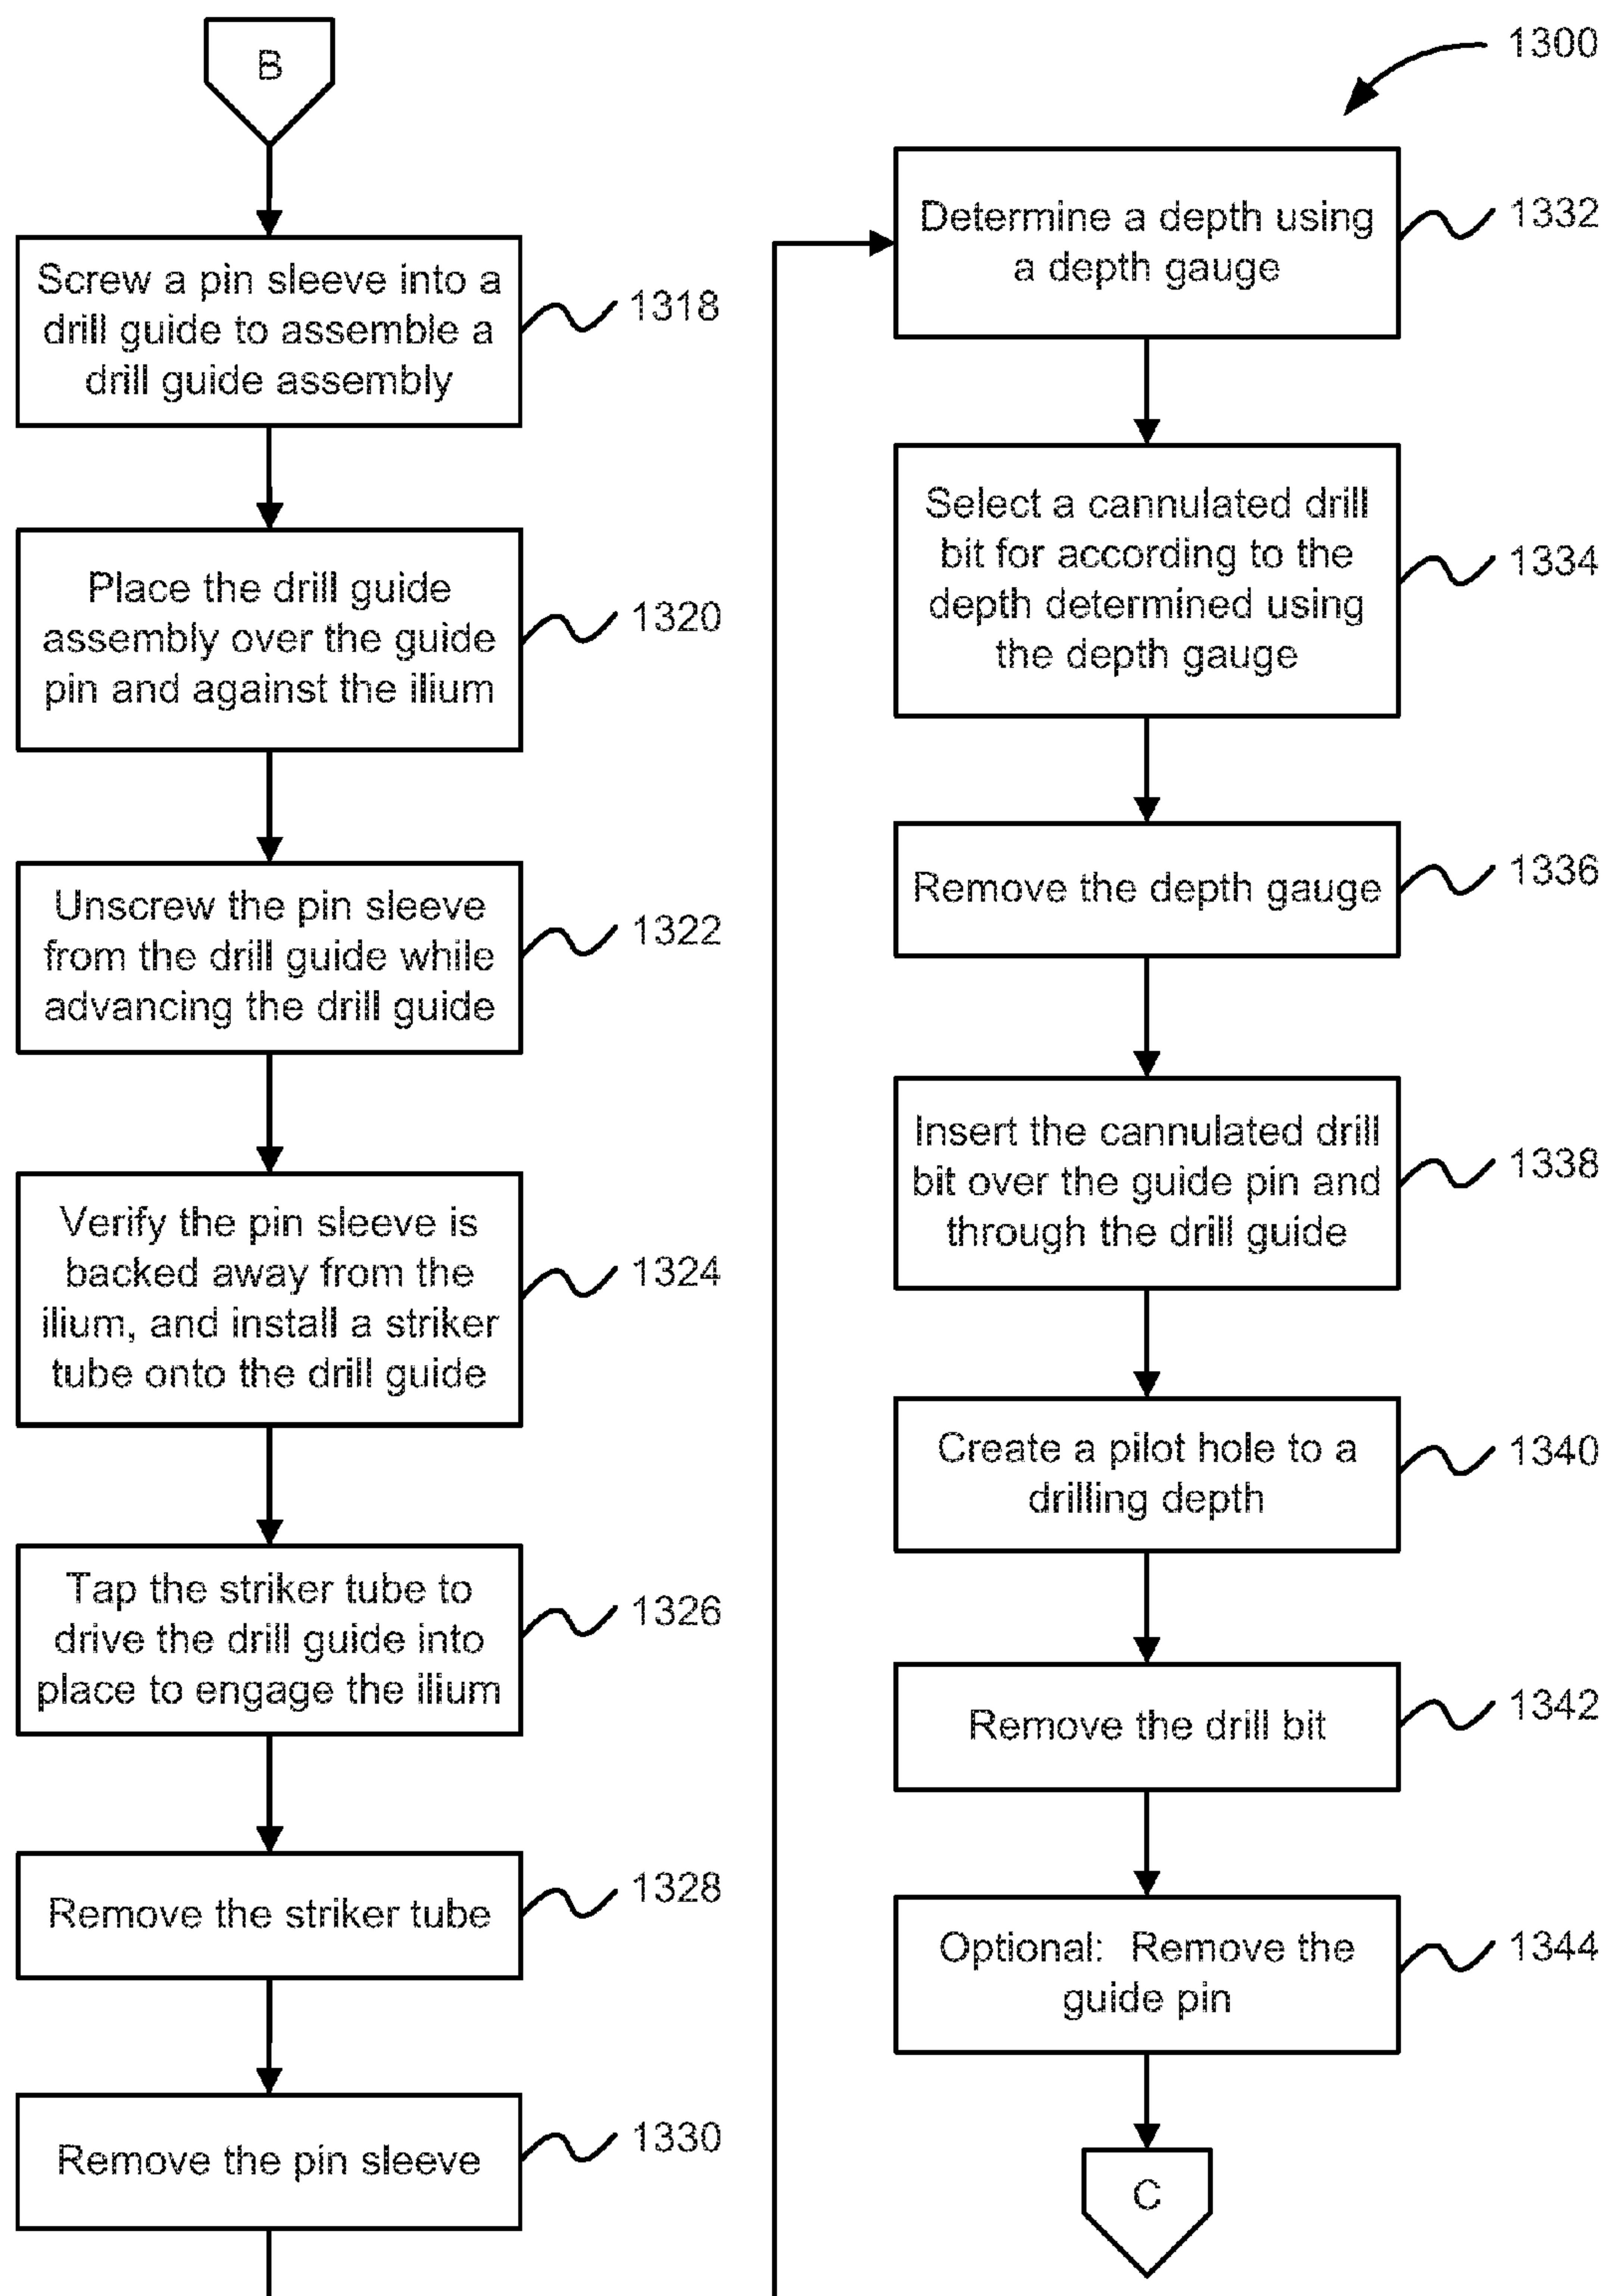 B
Screw a pin sleeve into a
drill guide to assemble a
drill guide assembly
1318
Place the drill guide
assembly over the guide
pin and against the ilium
1320
Unscrew the pin sleeve
from the drill guide while
advancing the drill guide
1322
Verify the pin sleeve is
backed away from the
ilium, and install a striker
tube onto the drill guide
1324
Tap the striker tube to
drive the drill guide into
place to engage the ilium
1326
Remove the striker tube
1328
Remove the pin sleeve
1330
1300
Determine a depth using
a depth gauge
1332
Select a cannulated drill
bit for according to the
depth determined using
the depth gauge
1334
Remove the depth gauge
1336
Insert the cannulated drill
bit over the guide pin and
through the drill guide
1338
Create a pilot hole to a
drilling depth
1340
Remove the drill bit
1342
Optional: Remove the
guide pin
1344
C